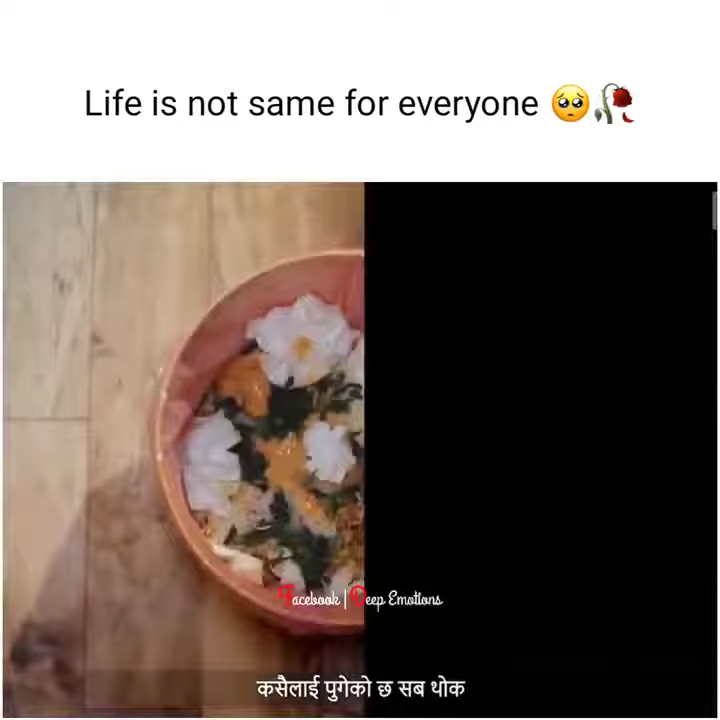 Life is not same for everyone 🥺🥀
Facebook | Deep Emotions
कसैलाई पुगेको छ सब थोक